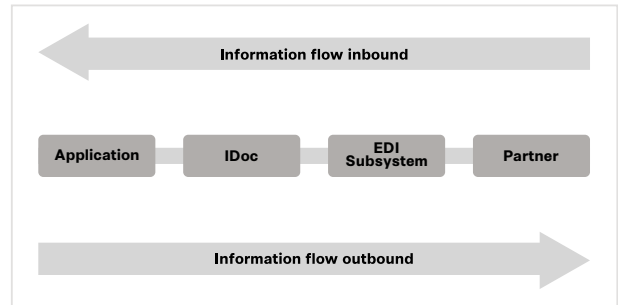 Information flow inbound
Application
IDoc
EDI
Subsystem
Partner
Information flow outbound